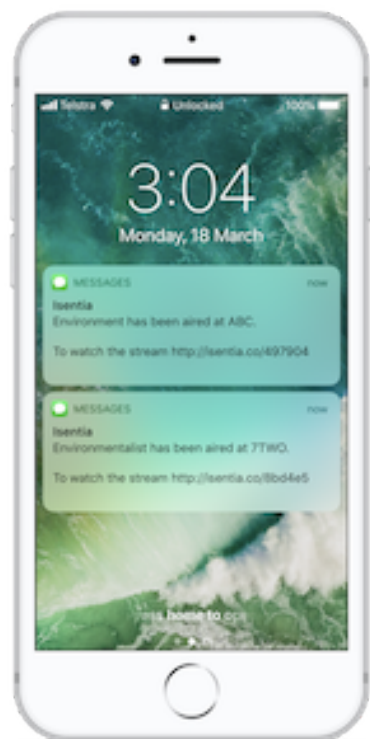 Telstra Unlocked 100%
3:04
Monday, 18 March
MESSAGES now
Isentia
Environment has been aired at ABC.
To watch the stream http://isentia.co/497904
MESSAGES now
Isentia
Environmentalist has been aired at 7TWO.
To watch the stream http://isentia.co/8bd4e5
home to